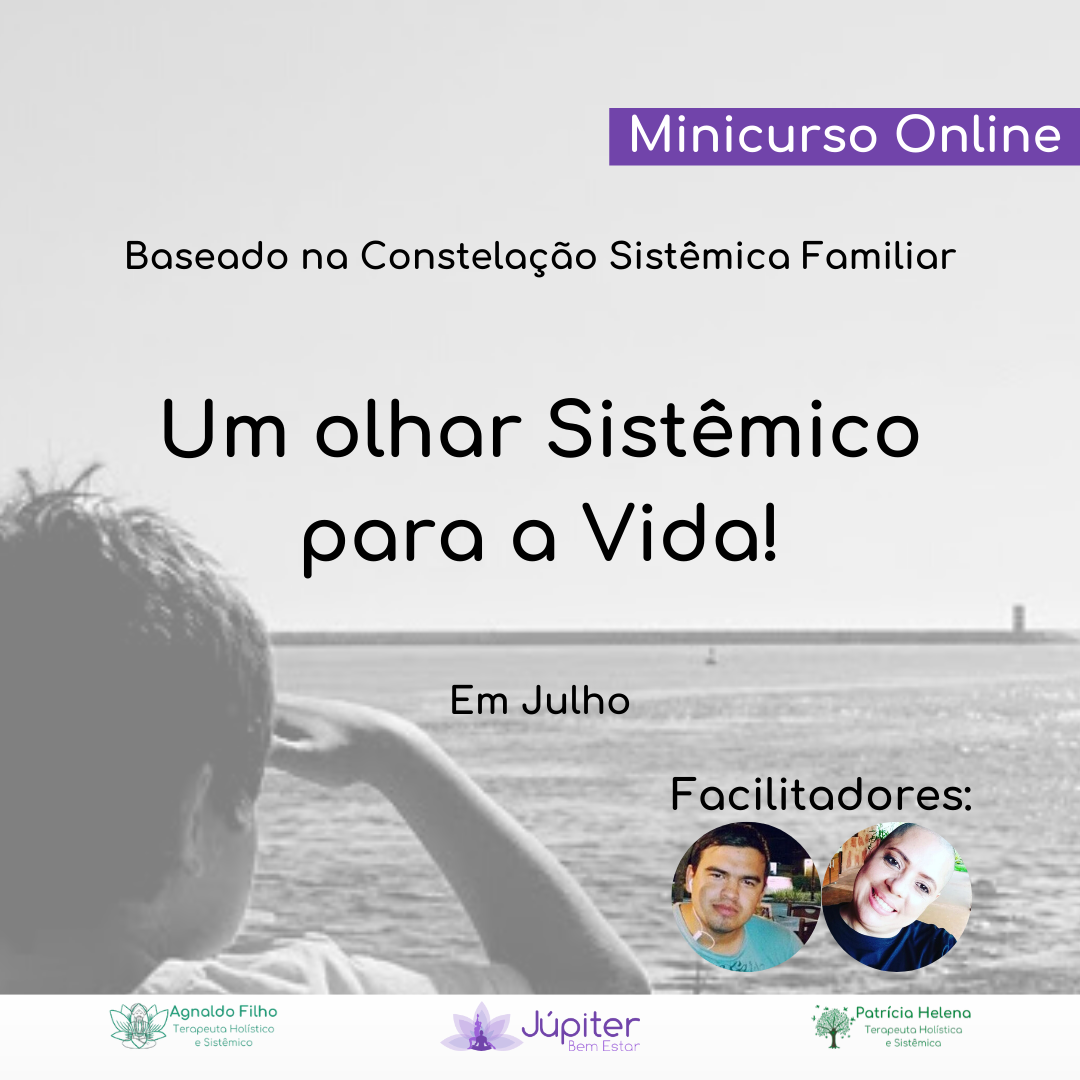 Minicurso Online
Baseado na Constelação Sistêmica Familiar
Um olhar Sistêmico
para a Vida!
Em Julho
Facilitadores:
Agnaldo Filho
Terapeuta Holístico
e Sistêmico
Júpiter
Bem Estar
Patrícia Helena
Terapeuta Holística
e Sistêmica